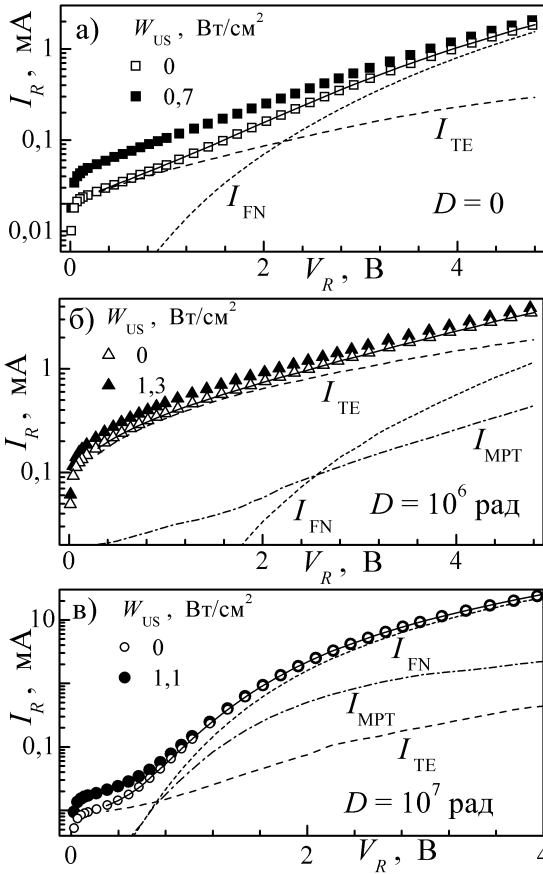 а)
W_US , Вт/см²
0
0,7
I_R , мА
1
0,1
0,01
I_TE
I_FN
D = 0
0 2 4
V_R , В
б)
W_US , Вт/см²
0
1,3
I_R , мА
1
0,1
I_TE
I_MPT
I_FN
D = 10⁶ рад
0 2 4
V_R , В
в)
W_US , Вт/см²
0
1,1
I_R , мА
10
0,1
I_FN
I_MPT
I_TE
D = 10⁷ рад
0 2 4
V_R , В